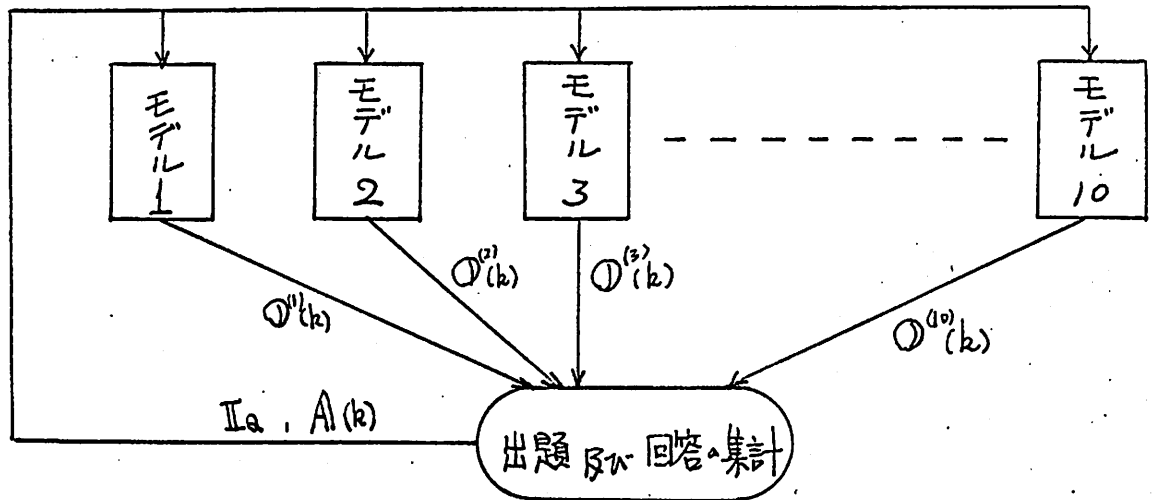 モデル1
モデル2
モデル3
モデル10
𝕆⁽¹⁾(k)
𝕆⁽²⁾(k)
𝕆⁽³⁾(k)
𝕆⁽¹⁰⁾(k)
𝔸(k)
出題及び回答の集計